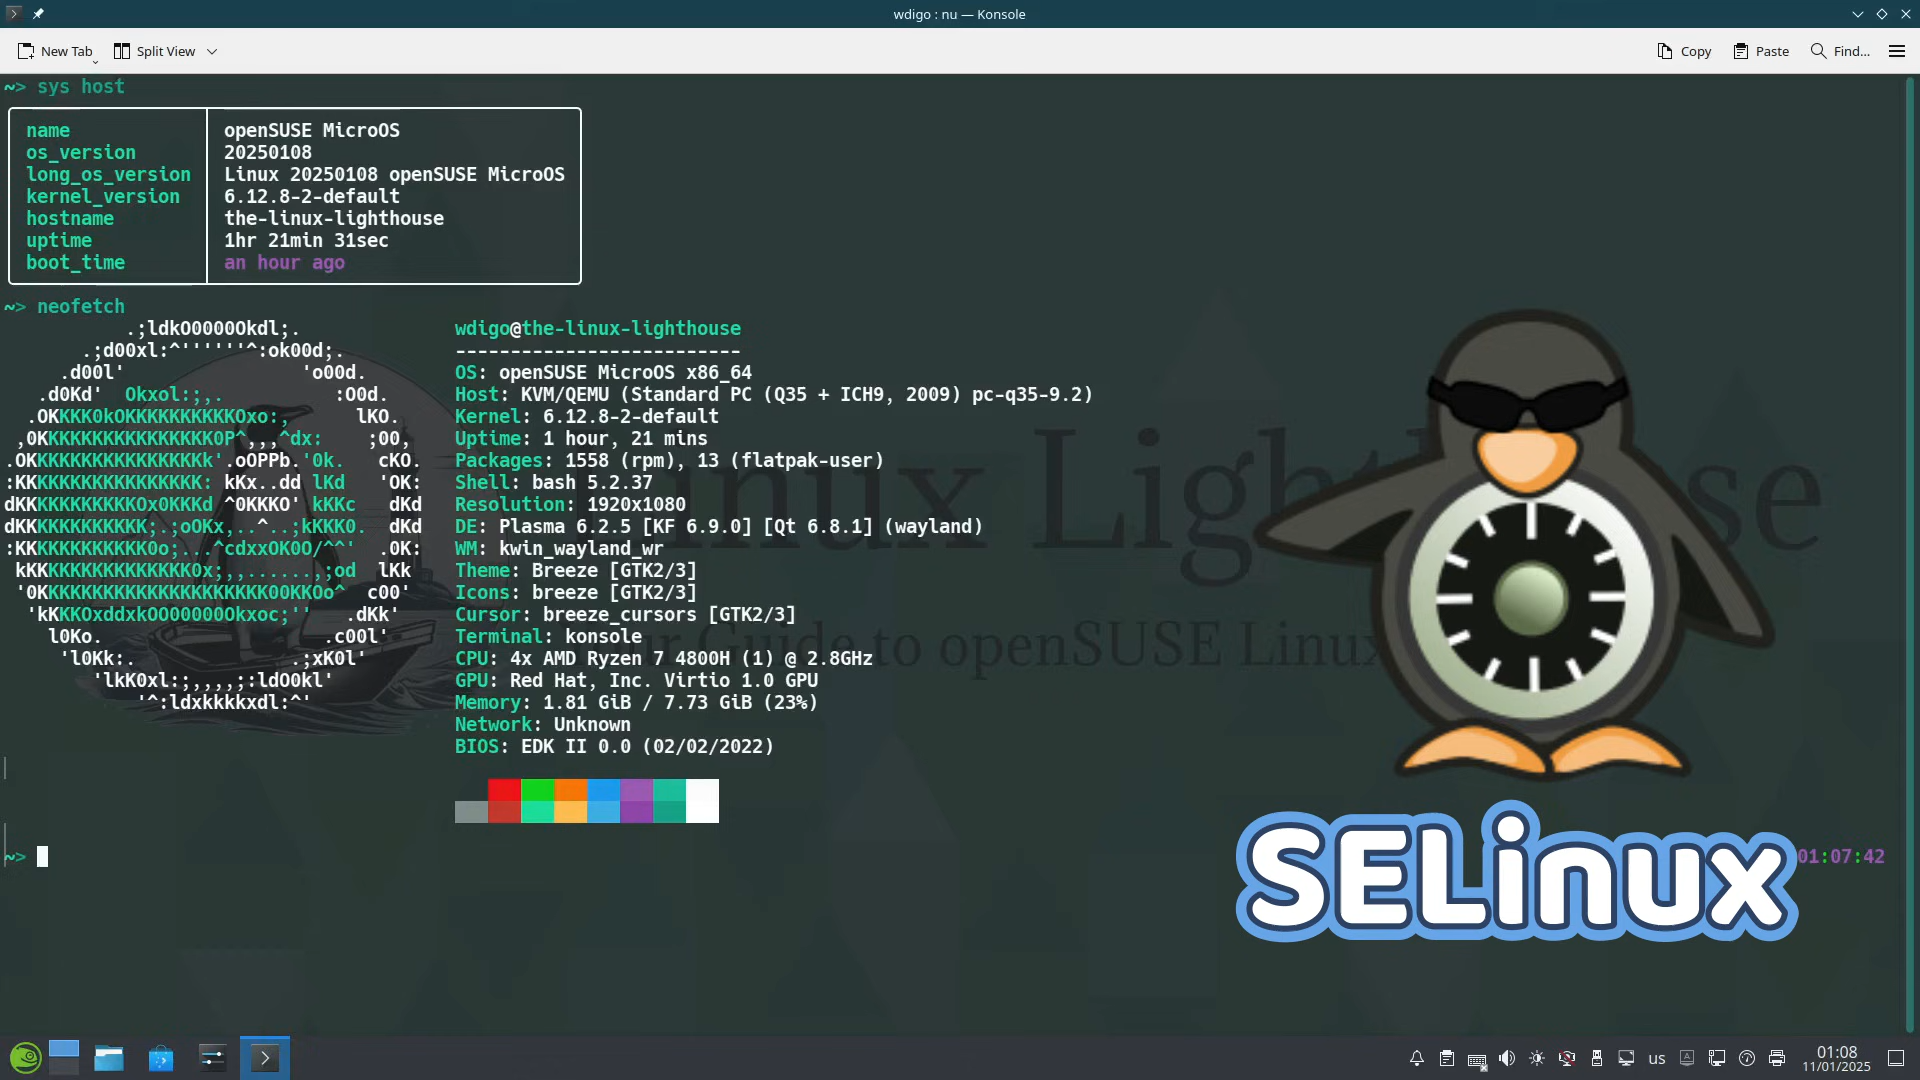 wdigo : nu — Konsole
New Tab
Split View
Copy
Paste
Find...
~> sys host
name openSUSE MicroOS
os_version 20250108
long_os_version Linux 20250108 openSUSE MicroOS
kernel_version 6.12.8-2-default
hostname the-linux-lighthouse
uptime 1hr 21min 31sec
boot_time an hour ago
~> neofetch
wdigo@the-linux-lighthouse
--------------------------
OS: openSUSE MicroOS x86_64
Host: KVM/QEMU (Standard PC (Q35 + ICH9, 2009) pc-q35-9.2)
Kernel: 6.12.8-2-default
Uptime: 1 hour, 21 mins
Packages: 1558 (rpm), 13 (flatpak-user)
Shell: bash 5.2.37
Resolution: 1920x1080
DE: Plasma 6.2.5 [KF 6.9.0] [Qt 6.8.1] (wayland)
WM: kwin_wayland_wr
Theme: Breeze [GTK2/3]
Icons: breeze [GTK2/3]
Cursor: breeze_cursors [GTK2/3]
Terminal: konsole
CPU: 4x AMD Ryzen 7 4800H (1) @ 2.8GHz
GPU: Red Hat, Inc. Virtio 1.0 GPU
Memory: 1.81 GiB / 7.73 GiB (23%)
Network: Unknown
BIOS: EDK II 0.0 (02/02/2022)
~>
01:07:42
Linux
to openSUSE Linux
SELinux
us
01:08
11/01/2025